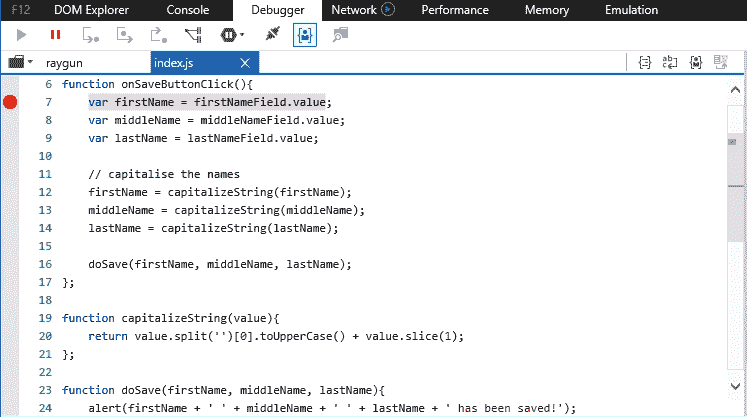 F12 DOM Explorer Console Debugger Network Performance Memory Emulation
raygun index.js
6 function onSaveButtonClick(){
7 var firstName = firstNameField.value;
8 var middleName = middleNameField.value;
9 var lastName = lastNameField.value;
10
11 // capitalise the names
12 firstName = capitalizeString(firstName);
13 middleName = capitalizeString(middleName);
14 lastName = capitalizeString(lastName);
15
16 doSave(firstName, middleName, lastName);
17 };
18
19 function capitalizeString(value){
20 return value.split('')[0].toUpperCase() + value.slice(1);
21 };
22
23 function doSave(firstName, middleName, lastName){
24 alert(firstName + ' ' + middleName + ' ' + lastName + ' has been saved!');